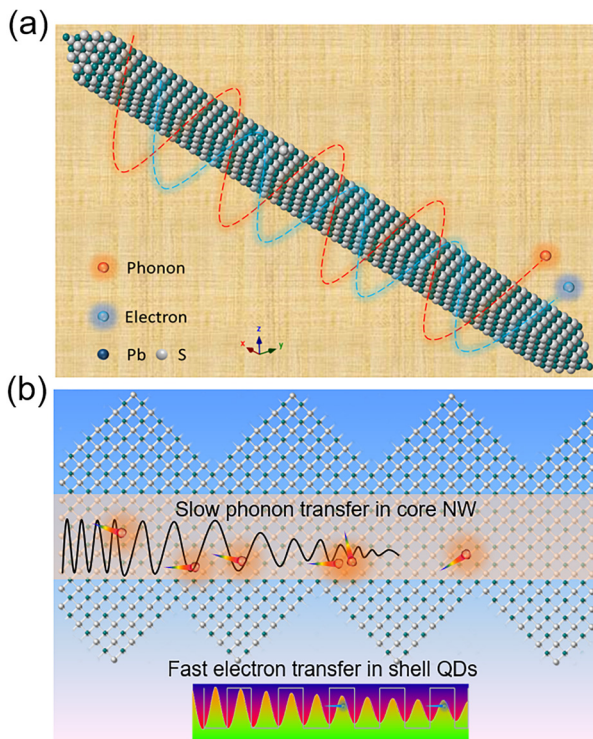 (a)
Phonon
Electron
Pb S
z
x y
(b)
Slow phonon transfer in core NW
Fast electron transfer in shell QDs